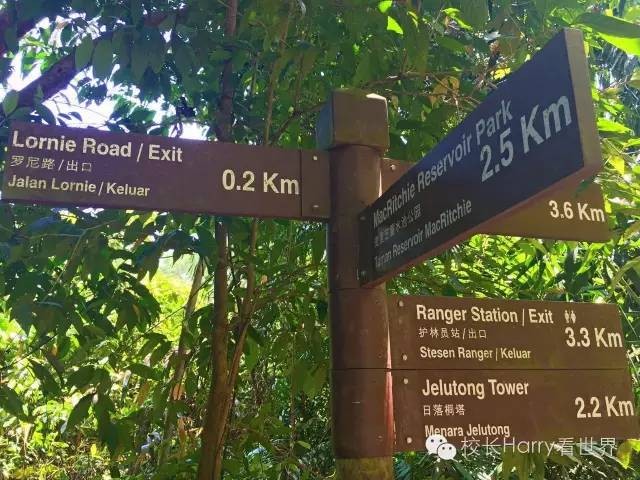 Lornie Road / Exit
罗尼路/出口
Jalan Lornie / Keluar
0.2 Km
MacRitchie Reservoir Park
麦里芝蓄水池公园
Taman Reservoir MacRitchie
2.5 Km
3.6 Km
Ranger Station / Exit
护林员站/出口
Stesen Ranger / Keluar
3.3 Km
Jelutong Tower
日落桐塔
Menara Jelutong
2.2 Km
校长Harry看世界